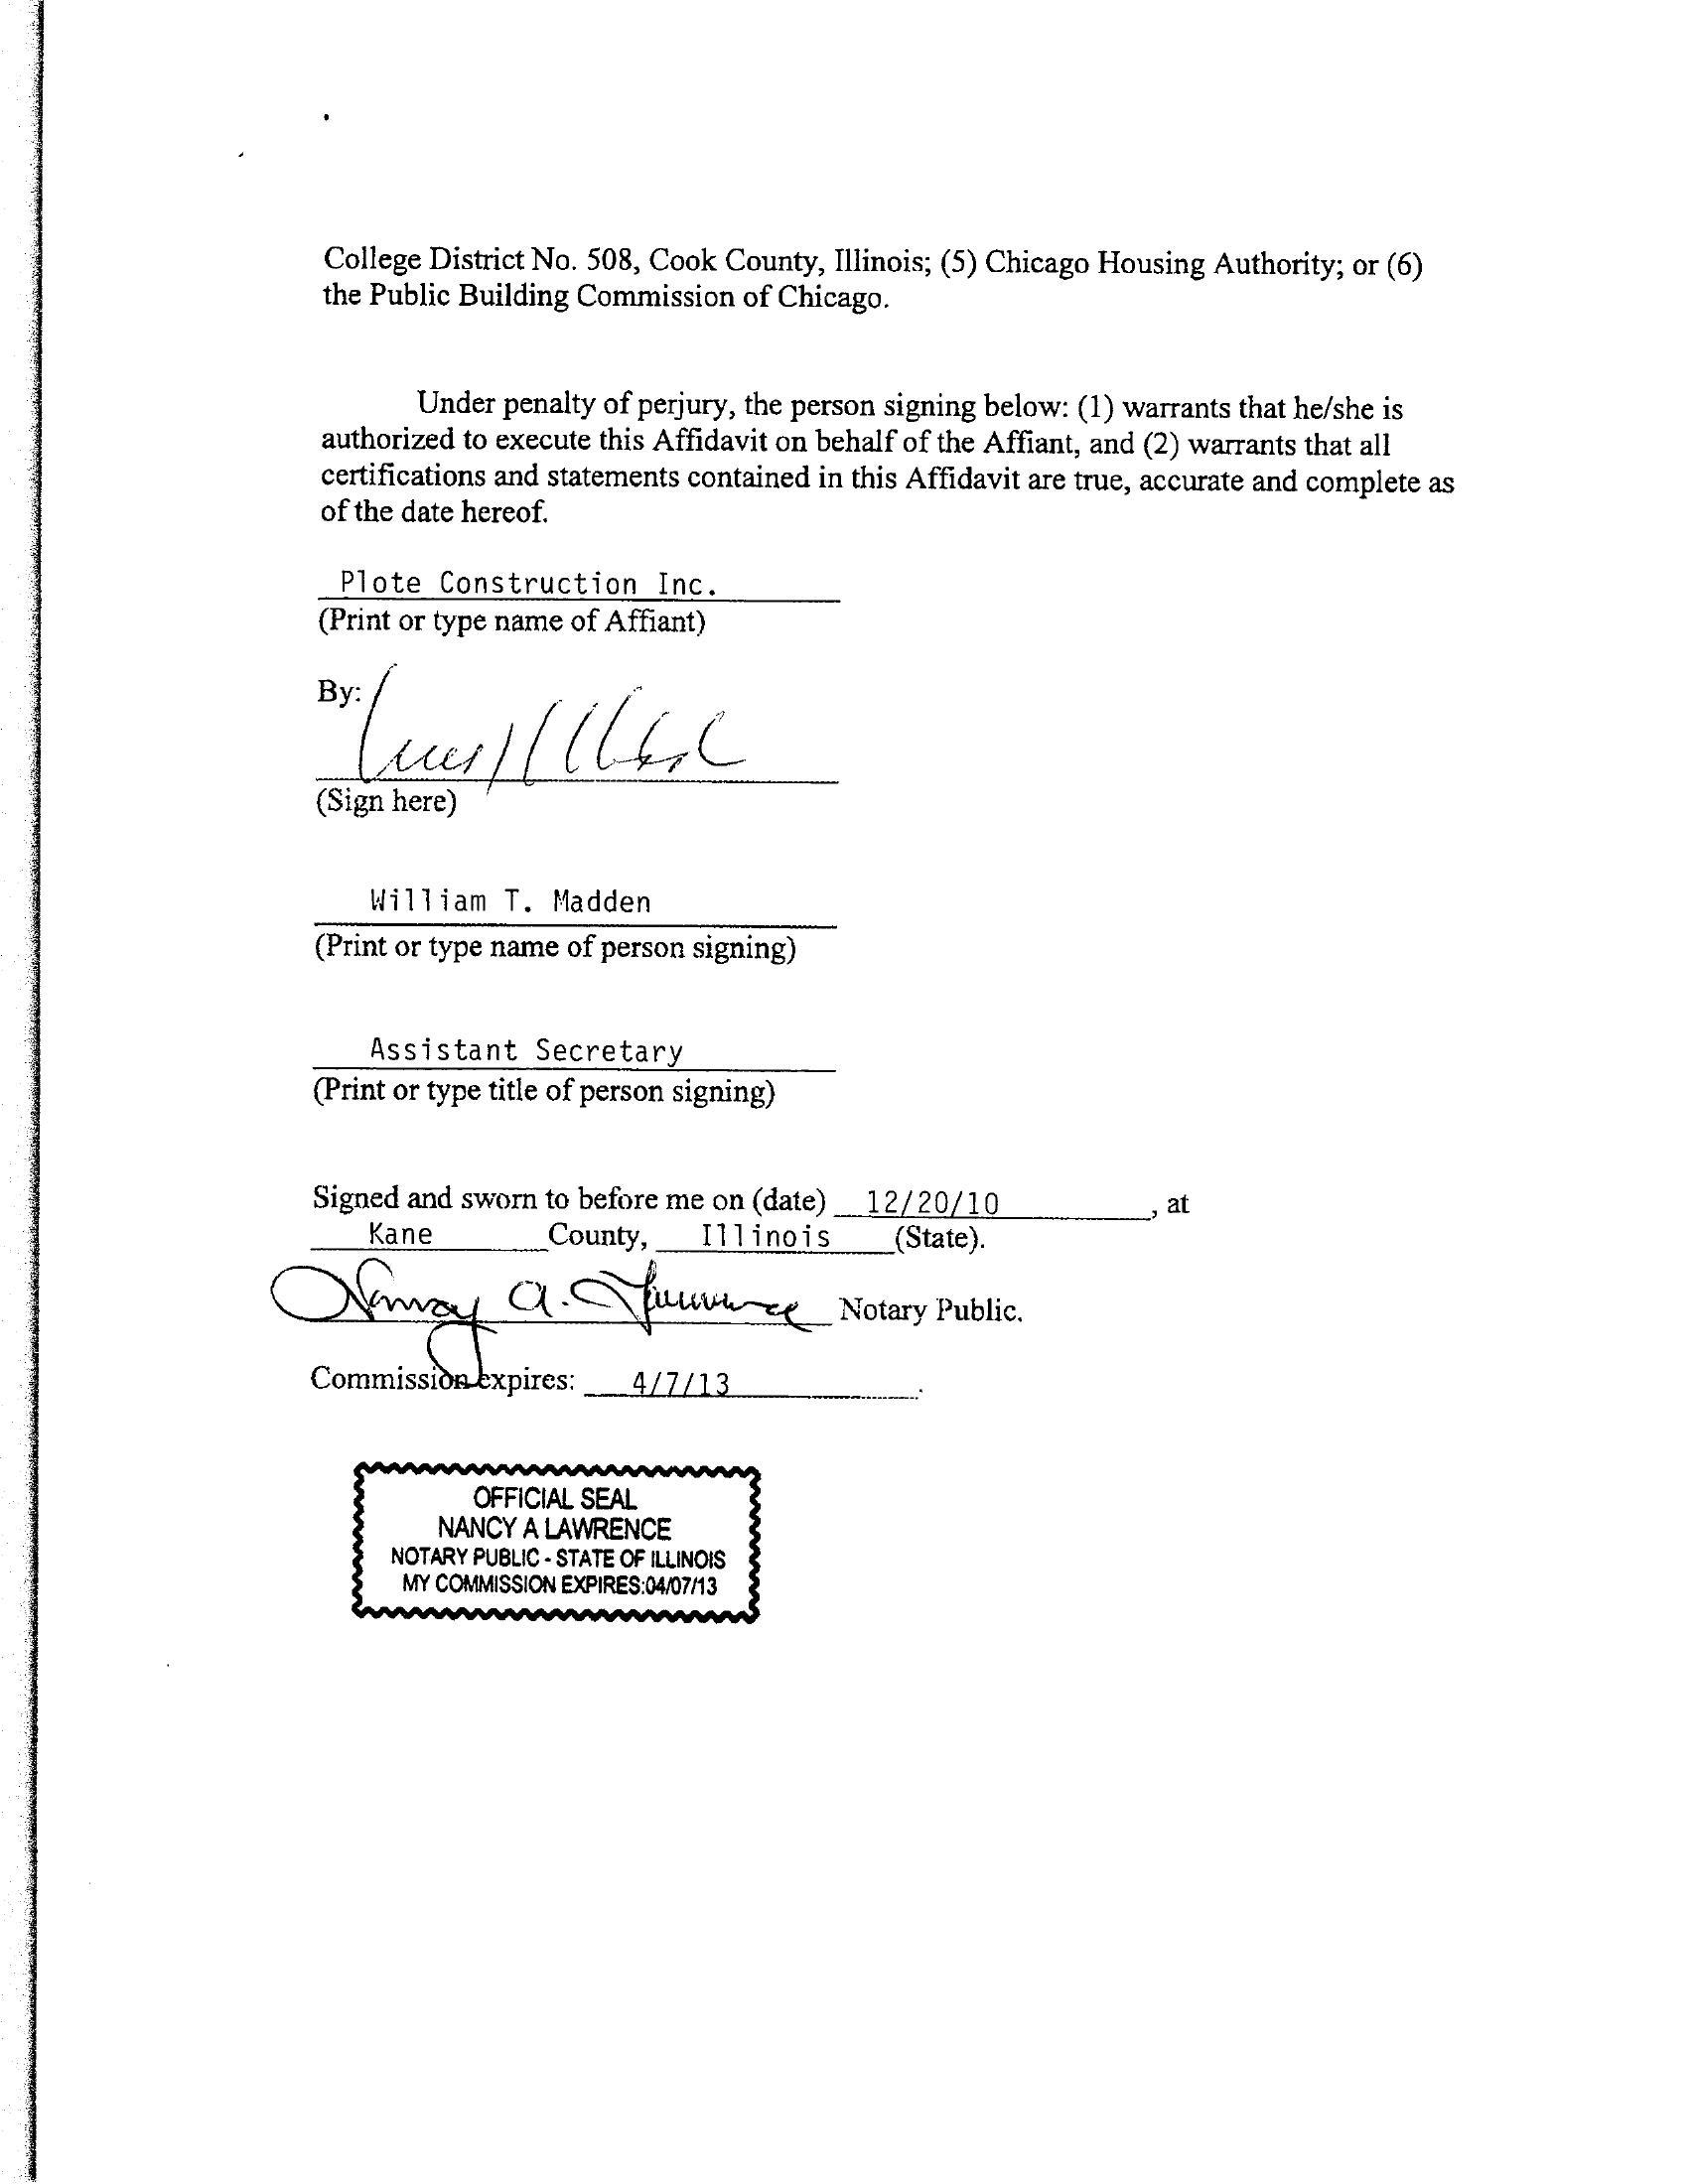 College District No. 508, Cook County, Illinois; (5) Chicago Housing Authority; or (6)
the Public Building Commission of Chicago.
Under penalty of perjury, the person signing below: (1) warrants that he/she is
authorized to execute this Affidavit on behalf of the Affiant, and (2) warrants that all
certifications and statements contained in this Affidavit are true, accurate and complete as
of the date hereof.
Plote Construction Inc.
(Print or type name of Affiant)
By:
(Sign here)
William T. Madden
(Print or type name of person signing)
Assistant Secretary
(Print or type title of person signing)
Signed and sworn to before me on (date) 12/20/10, at
Kane County, Illinois (State).
Nancy A. Lawrence Notary Public.
Commission expires: 4/7/13.
OFFICIAL SEAL
NANCY A LAWRENCE
NOTARY PUBLIC - STATE OF ILLINOIS
MY COMMISSION EXPIRES:04/07/13